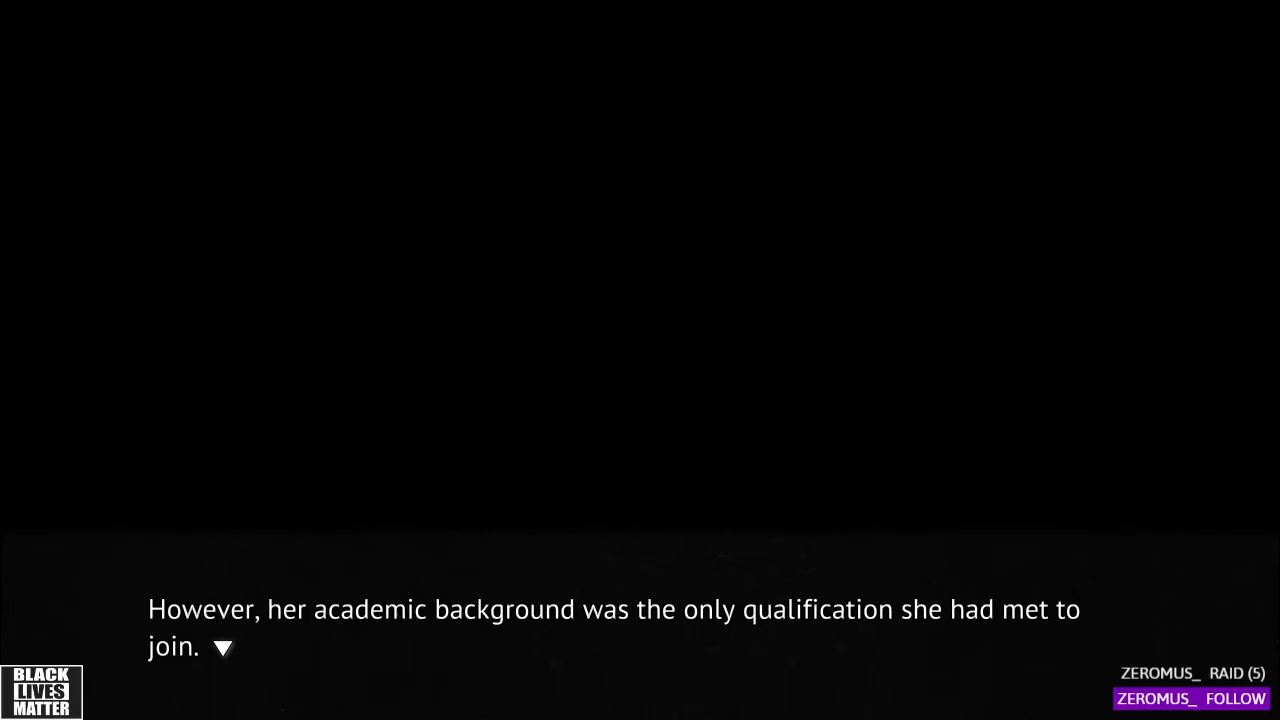 However, her academic background was the only qualification she had met to
join.
BLACK
LIVES
MATTER
ZEROMUS_ RAID (5)
ZEROMUS_ FOLLOW